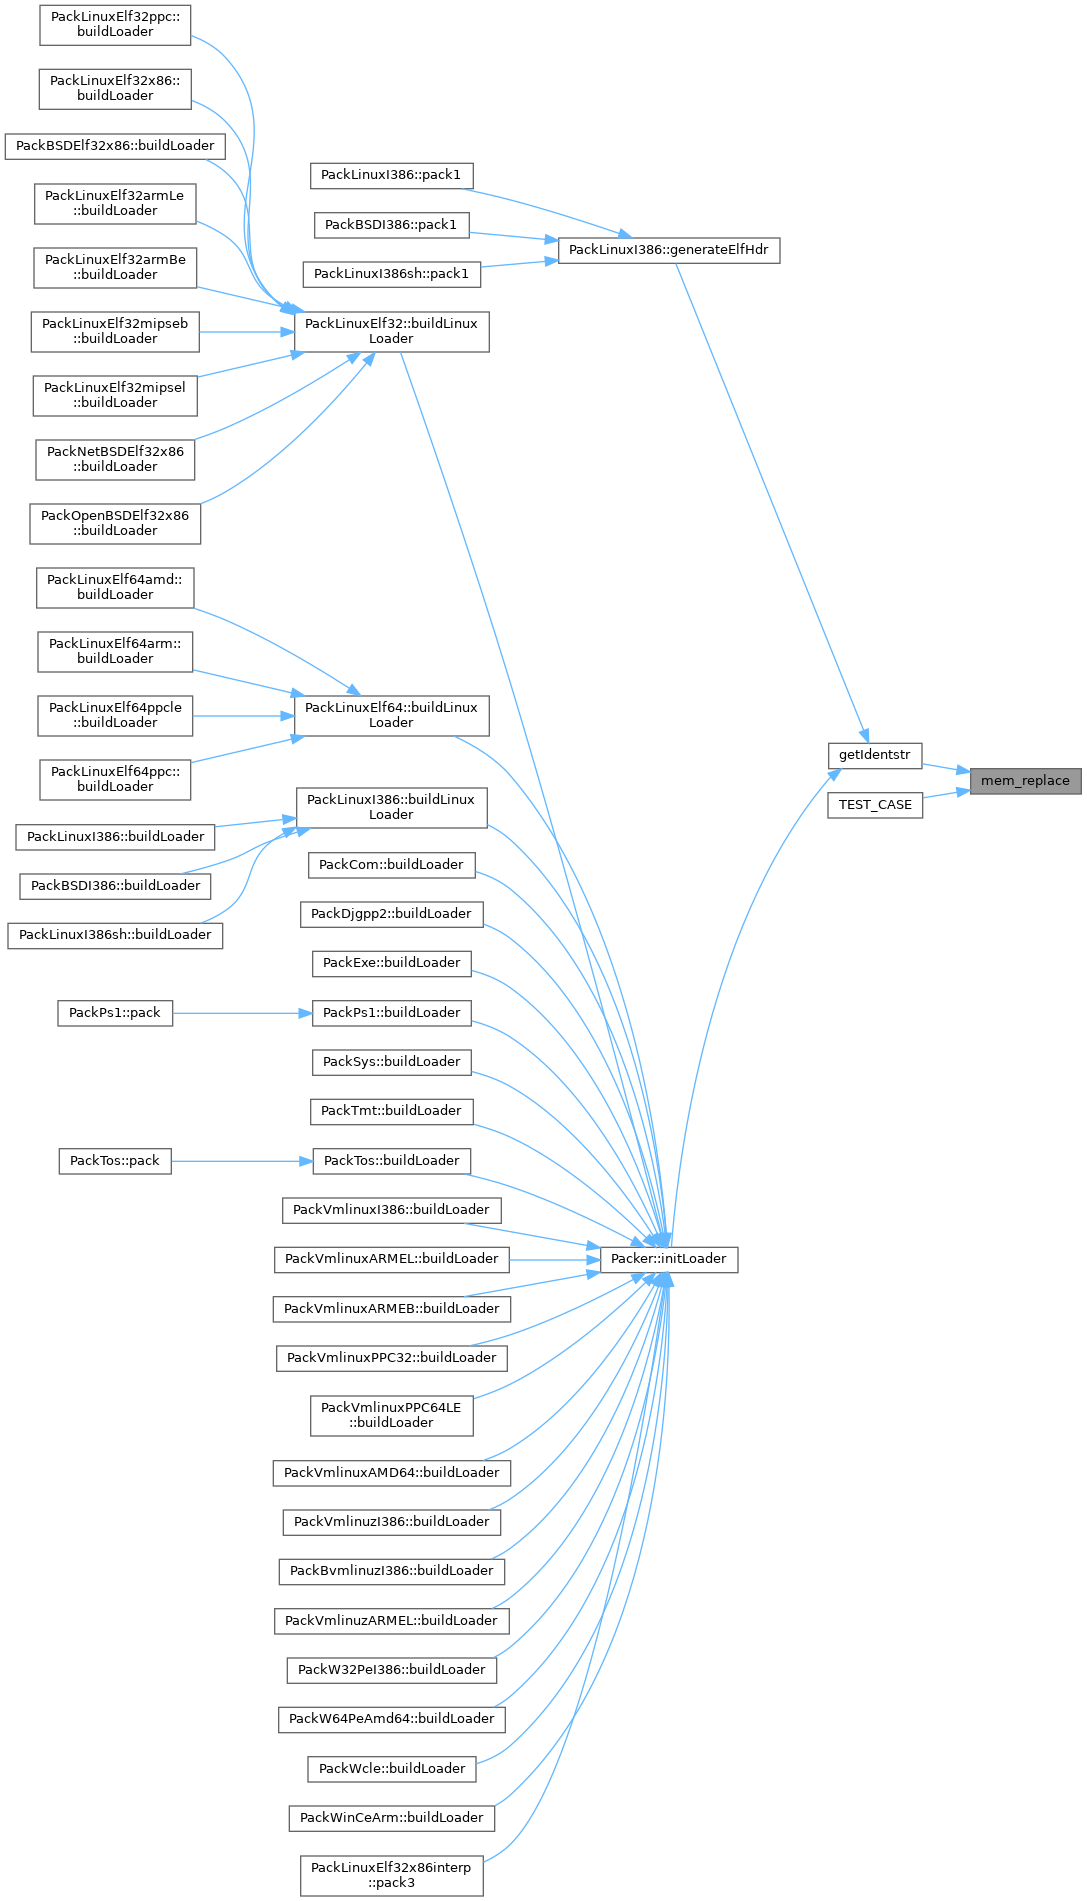 PackLinuxElf32ppc::
buildLoader
PackLinuxElf32x86::
buildLoader
PackBSDElf32x86::buildLoader
PackLinuxElf32armLe
::buildLoader
PackLinuxElf32armBe
::buildLoader
PackLinuxElf32mipseb
::buildLoader
PackLinuxElf32mipsel
::buildLoader
PackNetBSDElf32x86
::buildLoader
PackOpenBSDElf32x86
::buildLoader
PackLinuxElf64amd::
buildLoader
PackLinuxElf64arm::
buildLoader
PackLinuxElf64ppcle
::buildLoader
PackLinuxElf64ppc::
buildLoader
PackLinuxI386::buildLoader
PackBSDI386::buildLoader
PackLinuxI386sh::buildLoader
PackPs1::pack
PackTos::pack
PackLinuxI386::pack1
PackBSDI386::pack1
PackLinuxI386sh::pack1
PackLinuxElf32::buildLinux
Loader
PackLinuxElf64::buildLinux
Loader
PackLinuxI386::buildLinux
Loader
PackCom::buildLoader
PackDjgpp2::buildLoader
PackExe::buildLoader
PackPs1::buildLoader
PackSys::buildLoader
PackTmt::buildLoader
PackTos::buildLoader
PackVmlinuxI386::buildLoader
PackVmlinuxARMEL::buildLoader
PackVmlinuxARMEB::buildLoader
PackVmlinuxPPC32::buildLoader
PackVmlinuxPPC64LE
::buildLoader
PackVmlinuxAMD64::buildLoader
PackVmlinuzI386::buildLoader
PackBvmlinuzI386::buildLoader
PackVmlinuzARMEL::buildLoader
PackW32PeI386::buildLoader
PackW64PeAmd64::buildLoader
PackWcle::buildLoader
PackWinCeArm::buildLoader
PackLinuxElf32x86interp
::pack3
PackLinuxI386::generateElfHdr
Packer::initLoader
getIdentstr
TEST_CASE
mem_replace